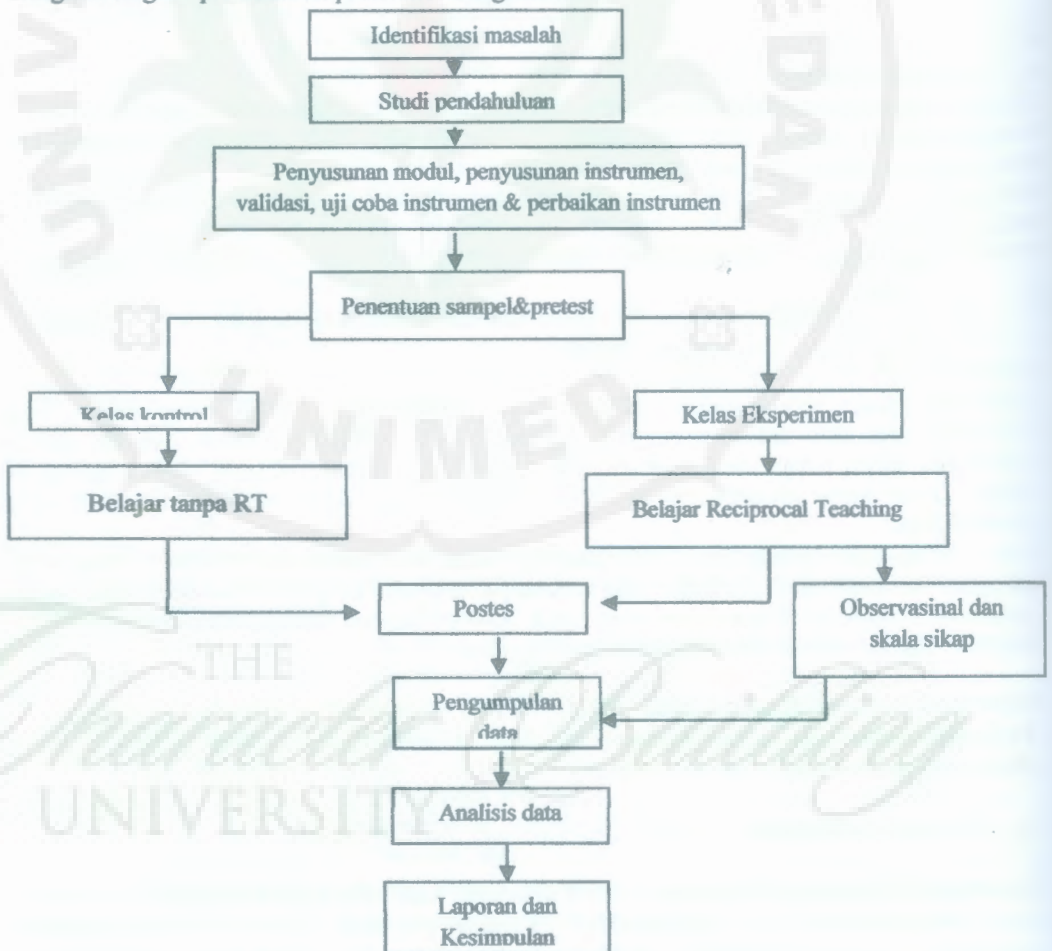 Identifikasi masalah
Studi pendahuluan
Penyusunan modul, penyusunan instrumen,
validasi, uji coba instrumen & perbaikan instrumen
Penentuan sampel&pretest
Kelas kontrol
Kelas Eksperimen
Belajar tanpa RT
Belajar Reciprocal Teaching
Postes
Observasinal dan
skala sikap
Pengumpulan
data
Analisis data
Laporan dan
Kesimpulan
UNIMED
THE
Character Building
UNIVERSITY